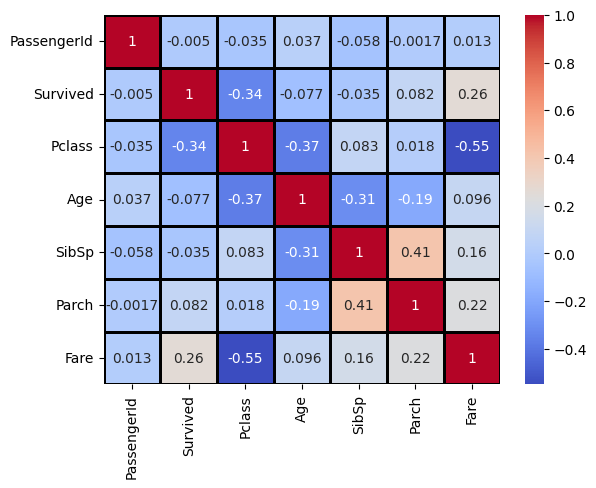 PassengerId 1 -0.005 -0.035 0.037 -0.058 -0.0017 0.013
Survived -0.005 1 -0.34 -0.077 -0.035 0.082 0.26
Pclass -0.035 -0.34 1 -0.37 0.083 0.018 -0.55
Age 0.037 -0.077 -0.37 1 -0.31 -0.19 0.096
SibSp -0.058 -0.035 0.083 -0.31 1 0.41 0.16
Parch -0.0017 0.082 0.018 -0.19 0.41 1 0.22
Fare 0.013 0.26 -0.55 0.096 0.16 0.22 1
PassengerId Survived Pclass Age SibSp Parch Fare
1.0
0.8
0.6
0.4
0.2
0.0
−0.2
−0.4